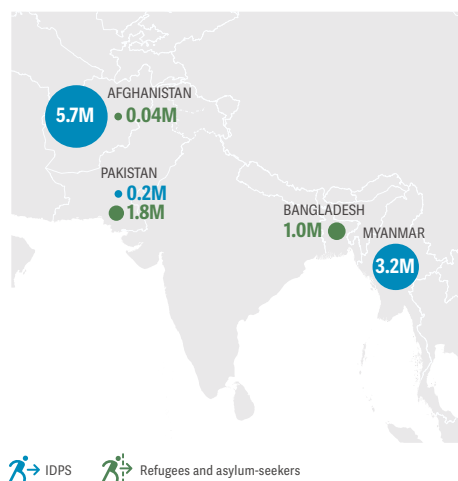 AFGHANISTAN
5.7M
0.04M
PAKISTAN
0.2M
1.8M
BANGLADESH
1.0M
MYANMAR
3.2M
IDPS
Refugees and asylum-seekers